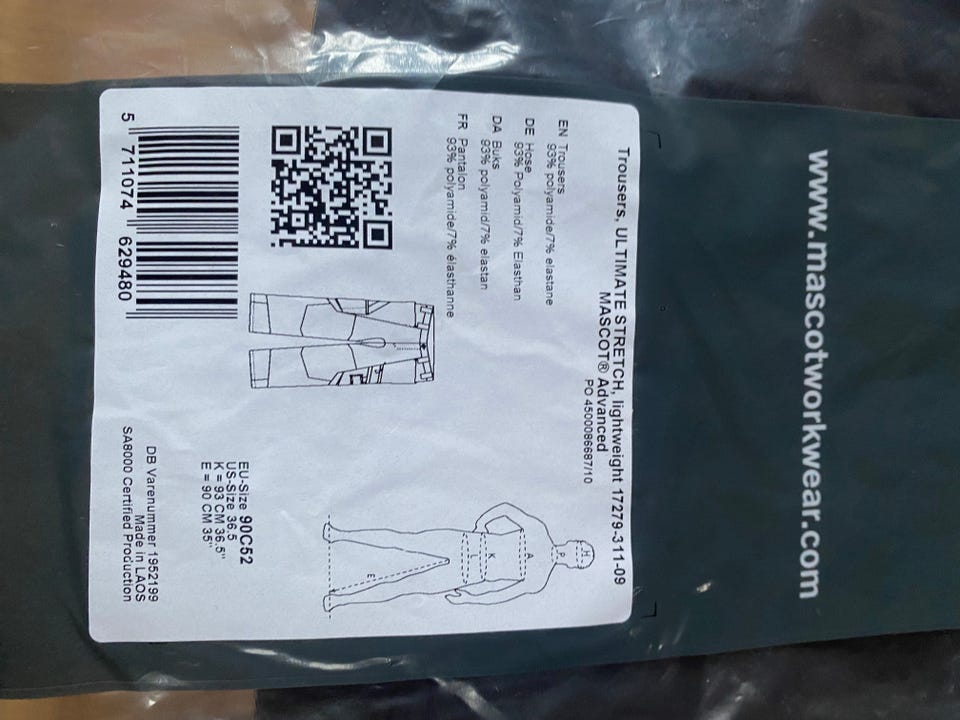 www.mascotworkwear.com
Trousers, ULTIMATE STRETCH, lightweight 17279-311-09
MASCOT® Advanced
PO 4500086687/10
EN Trousers
93% polyamide/7% elastane
DE Hose
93% Polyamid/7% Elasthan
DA Buks
93% polyamid/7% elastan
FR Pantalon
93% polyamide/7% élasthanne
H
P
A
K
L
E
EU-Size 90C52
US-Size 36.5
K = 93 CM 36.5"
E = 90 CM 35"
5 711074 629480
DB Varenummer 1952199
Made in LAOS
SA8000 Certified Production